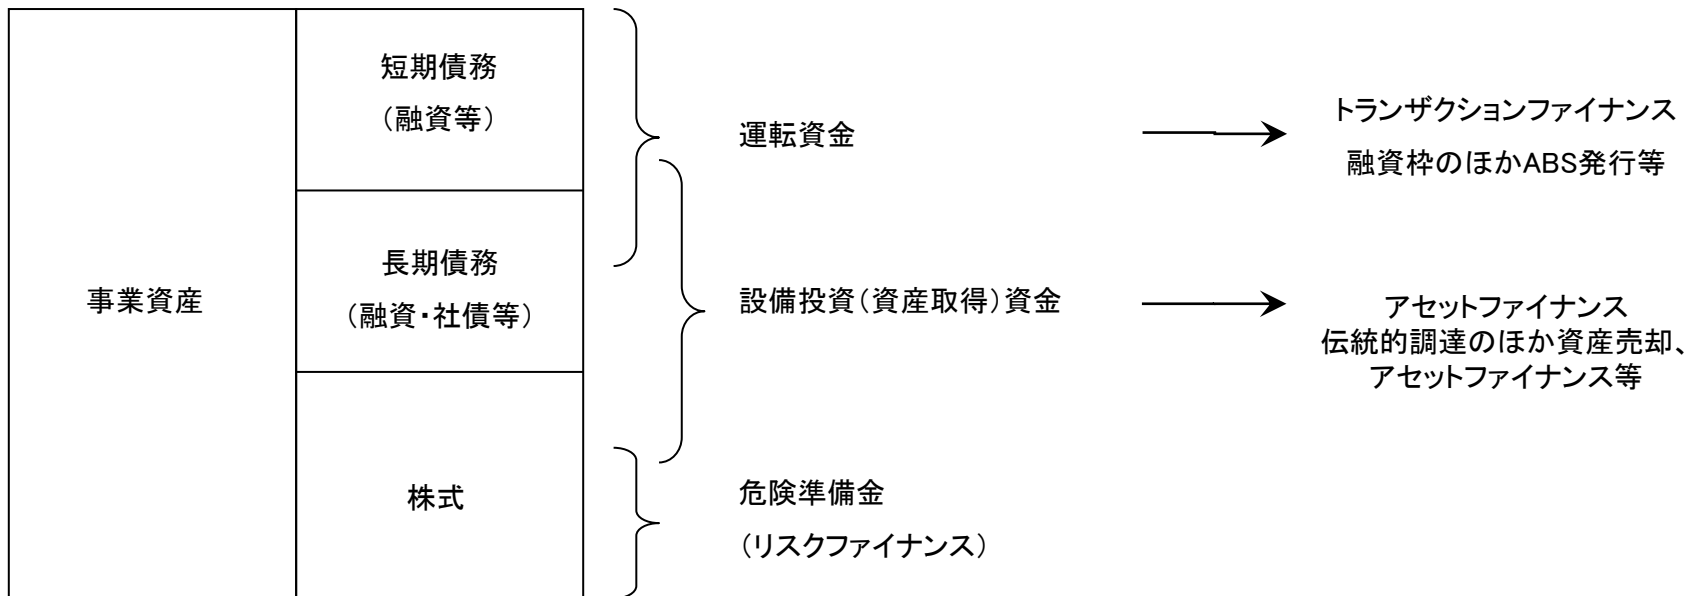 事業資産
短期債務
（融資等）
長期債務
（融資・社債等）
株式
運転資金
設備投資（資産取得）資金
危険準備金
（リスクファイナンス）
トランザクションファイナンス
融資枠のほかABS発行等
アセットファイナンス
伝統的調達のほか資産売却、
アセットファイナンス等